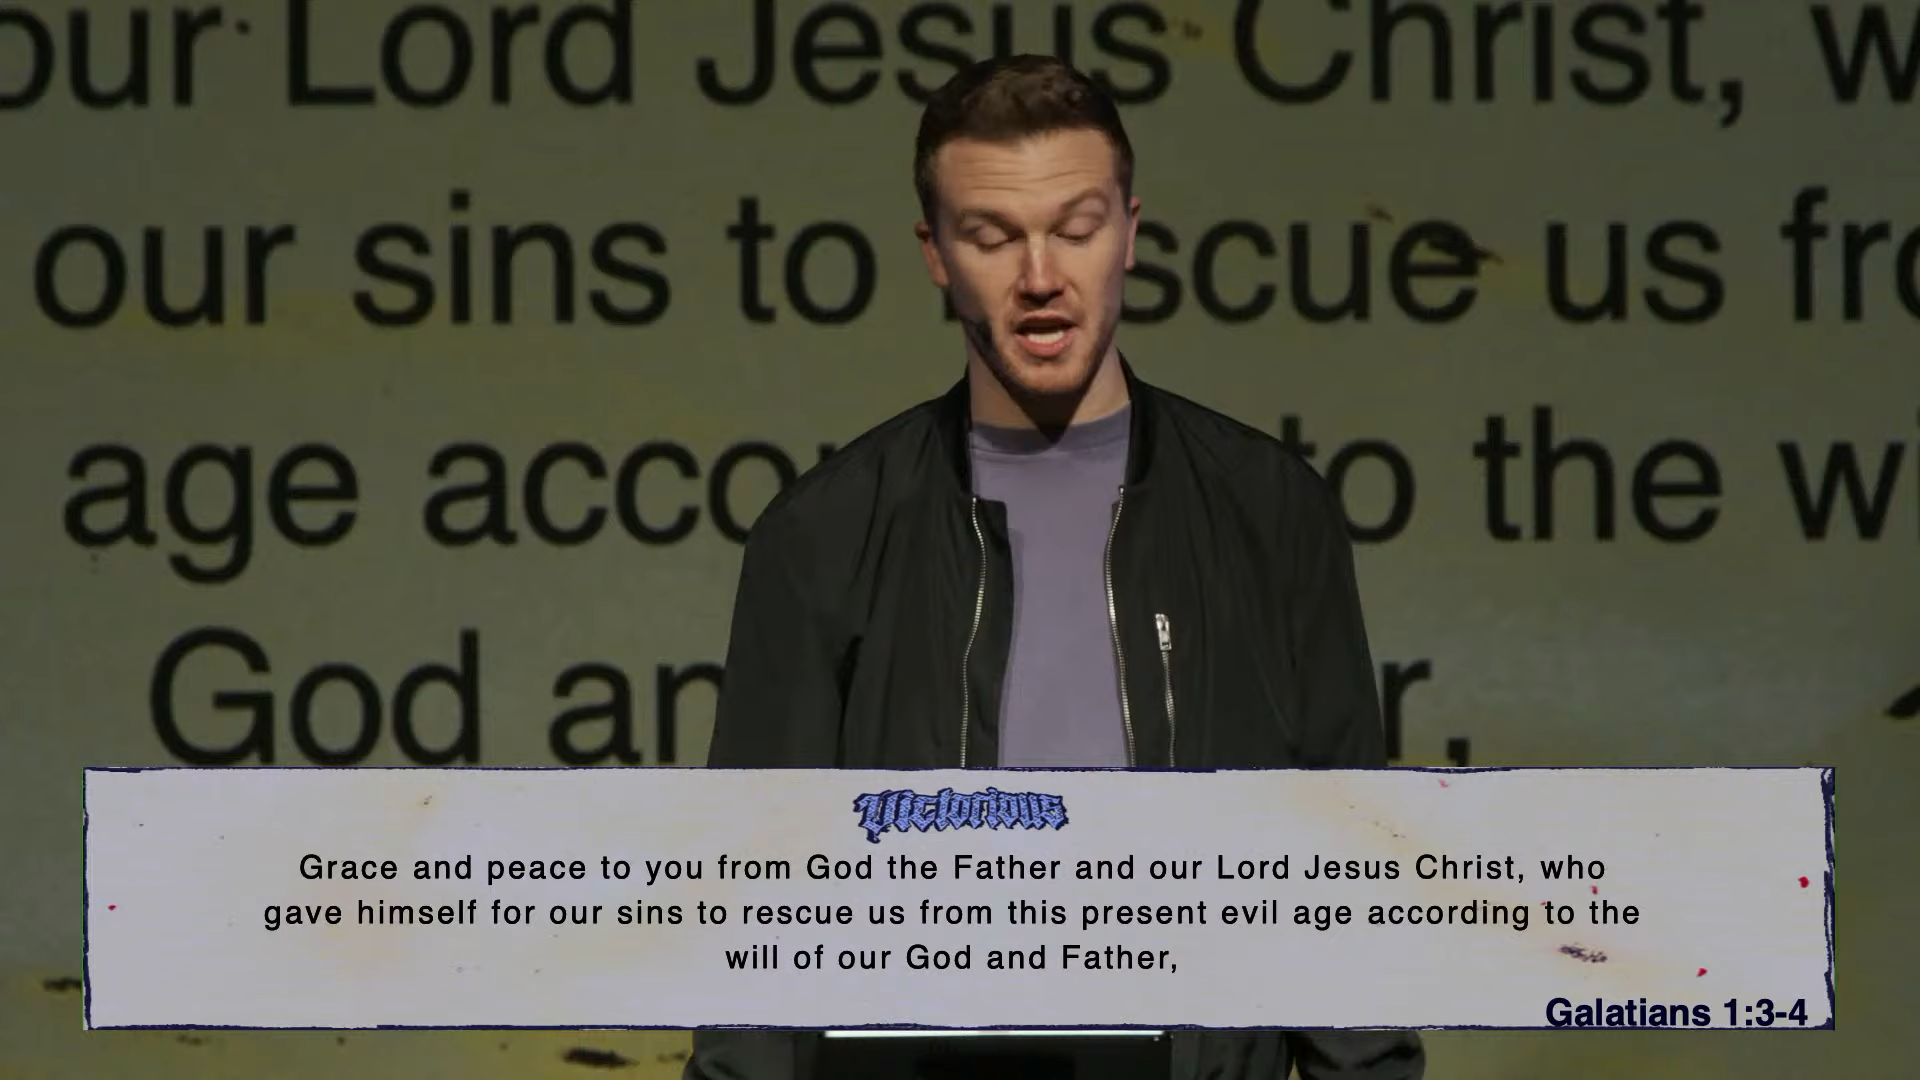 our Lord Jesus Christ, w
our sins to scue us fro
age acco to the wi
God an r,
Victorious
Grace and peace to you from God the Father and our Lord Jesus Christ, who
gave himself for our sins to rescue us from this present evil age according to the
will of our God and Father,
Galatians 1:3-4